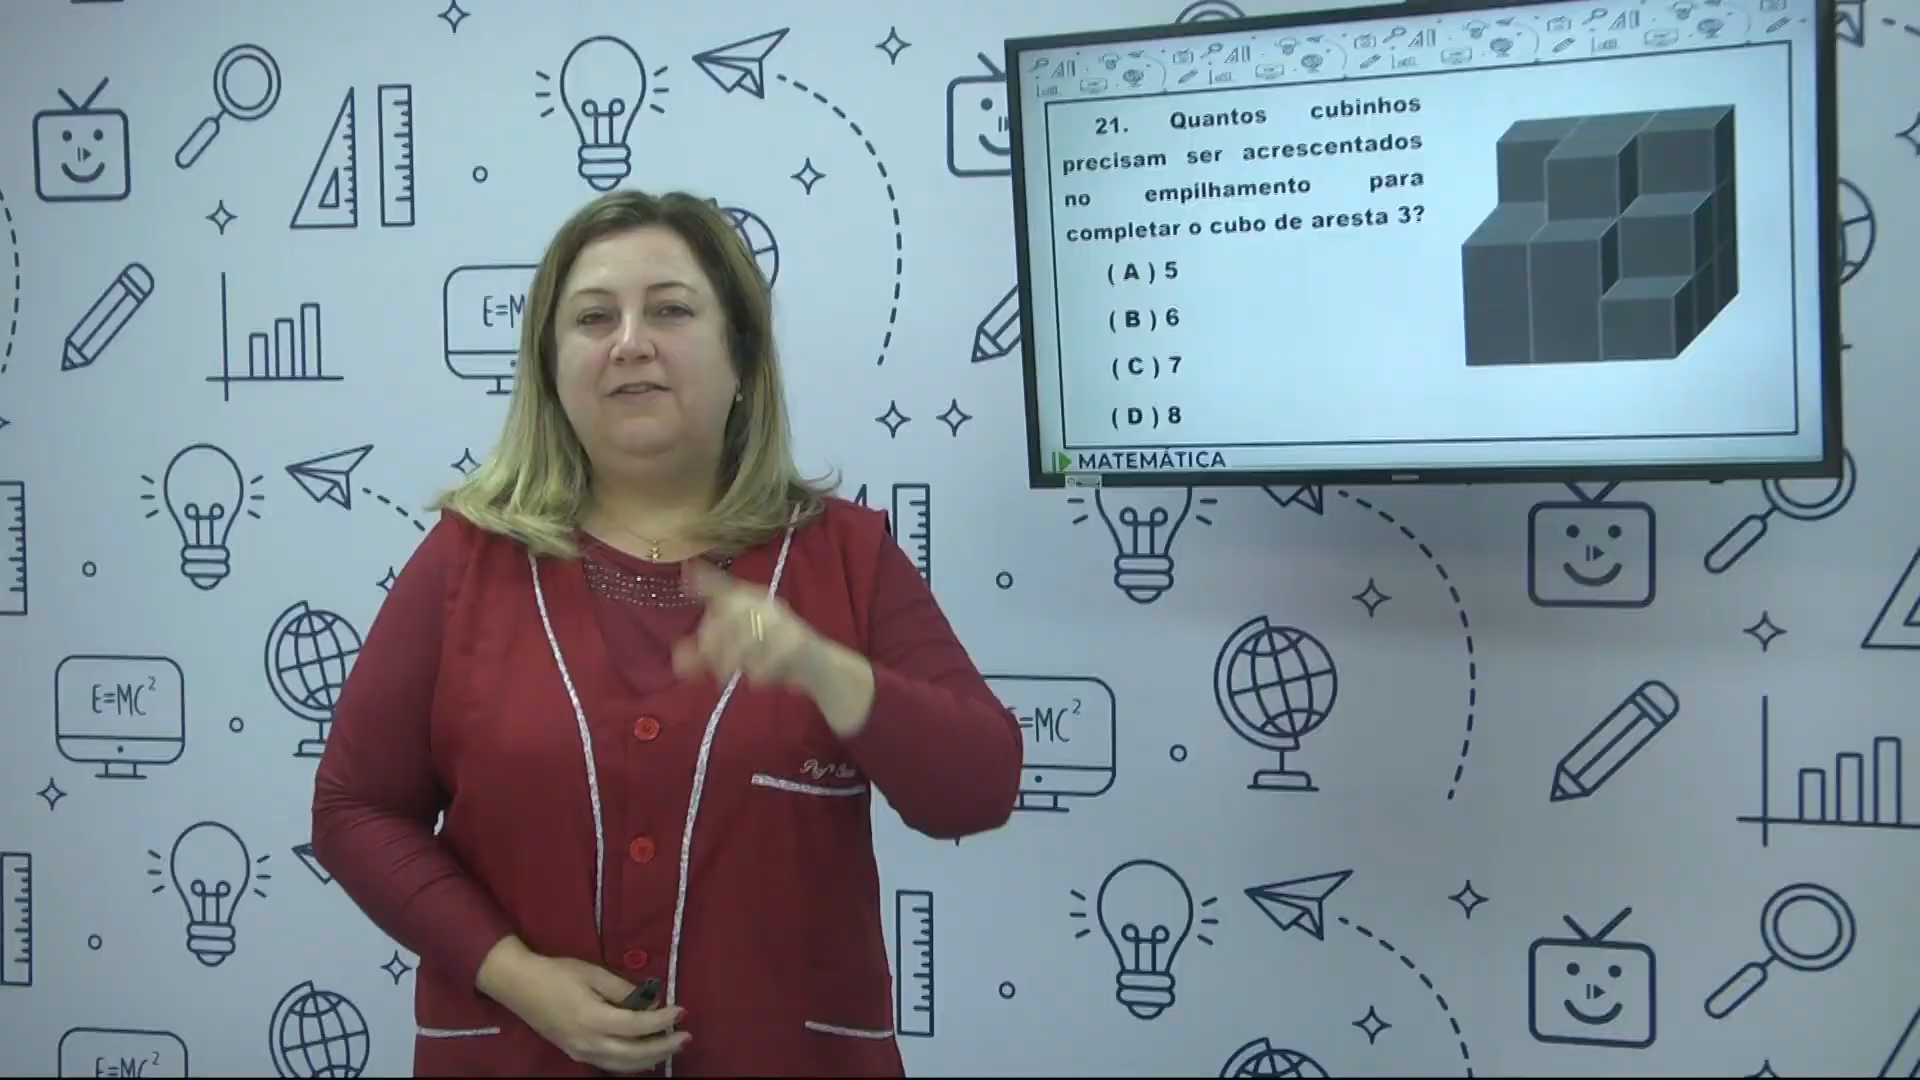 21. Quantos cubinhos
precisam ser acrescentados
no empilhamento para
completar o cubo de aresta 3?
( A ) 5
( B ) 6
( C ) 7
( D ) 8
MATEMÁTICA
E=M
E=MC²
=MC²
E=MC²